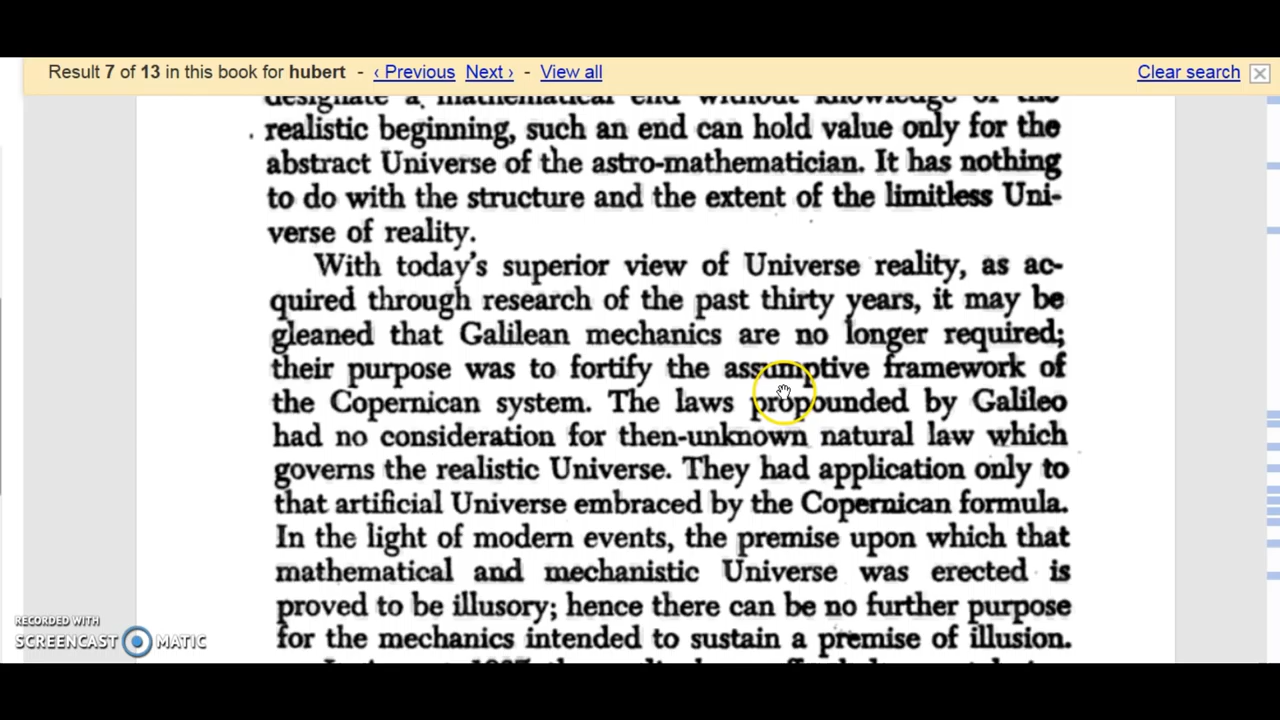 Result 7 of 13 in this book for hubert - ‹ Previous Next › - View all Clear search
designate a mathematical end without knowledge of the
realistic beginning, such an end can hold value only for the
abstract Universe of the astro-mathematician. It has nothing
to do with the structure and the extent of the limitless Uni-
verse of reality.
With today's superior view of Universe reality, as ac-
quired through research of the past thirty years, it may be
gleaned that Galilean mechanics are no longer required;
their purpose was to fortify the assumptive framework of
the Copernican system. The laws propounded by Galileo
had no consideration for then-unknown natural law which
governs the realistic Universe. They had application only to
that artificial Universe embraced by the Copernican formula.
In the light of modern events, the premise upon which that
mathematical and mechanistic Universe was erected is
proved to be illusory; hence there can be no further purpose
for the mechanics intended to sustain a premise of illusion.
RECORDED WITH
SCREENCAST MATIC